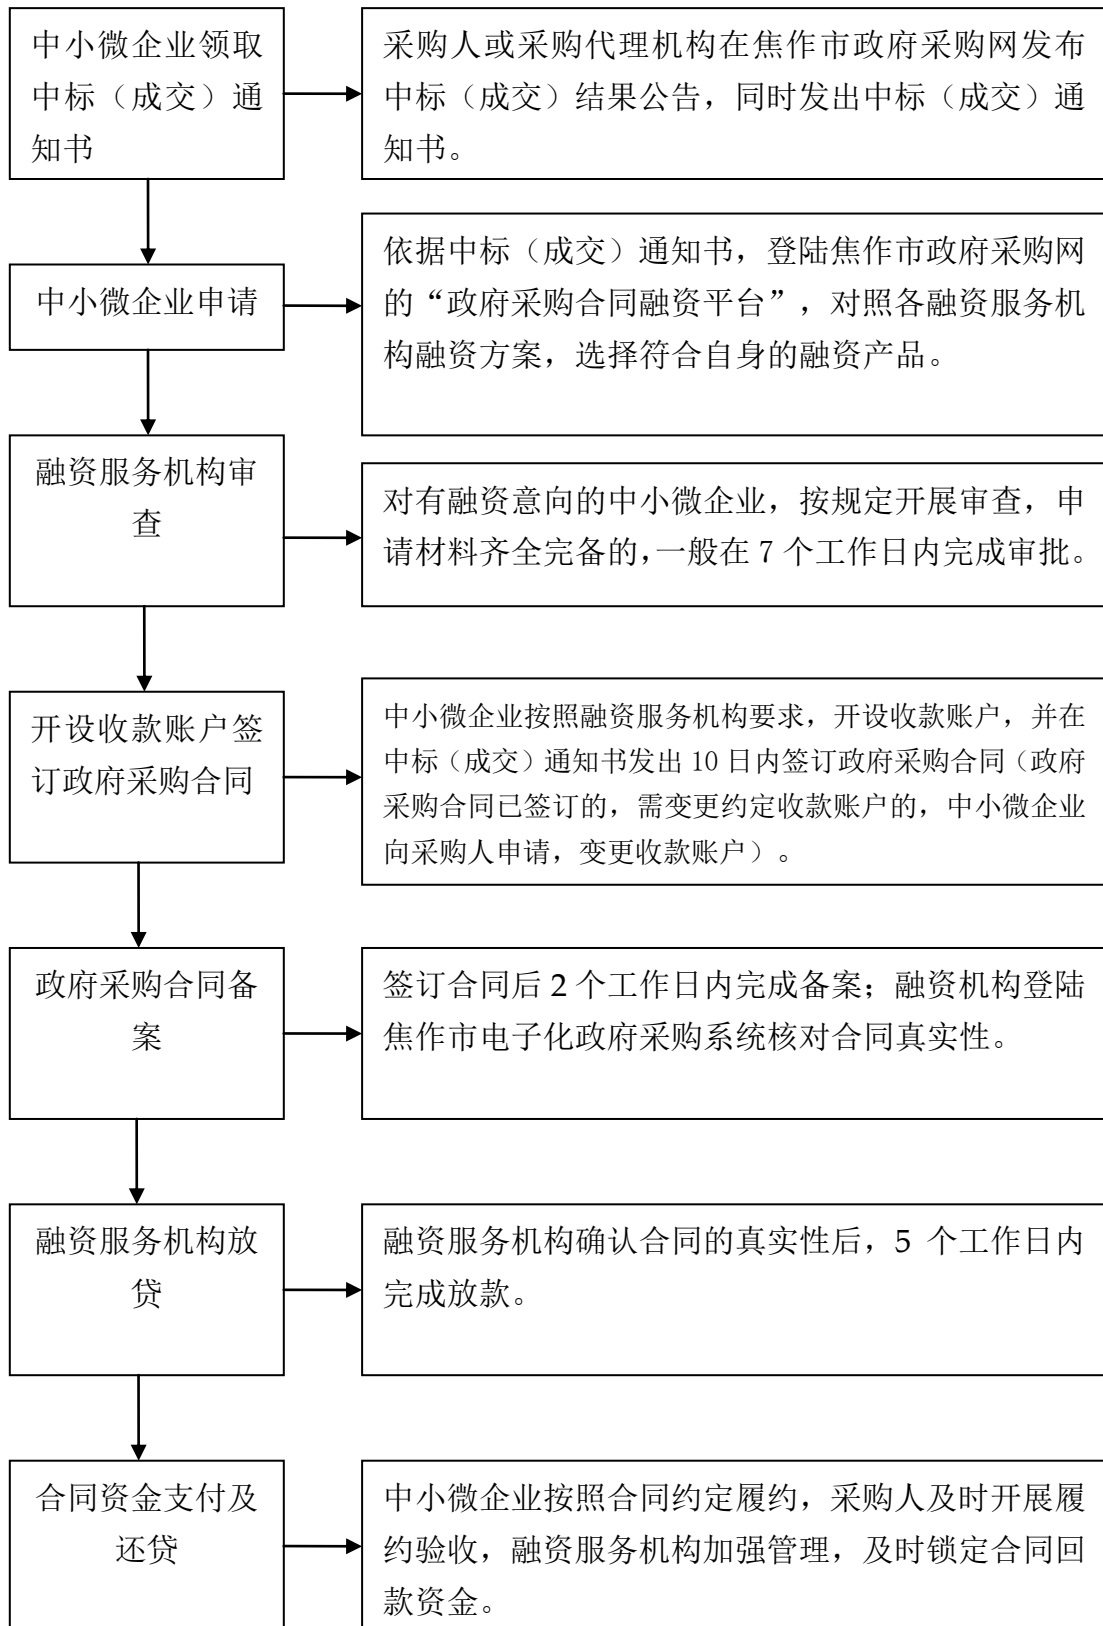 中小微企业领取
中标（成交）通
知书
采购人或采购代理机构在焦作市政府采购网发布
中标（成交）结果公告，同时发出中标（成交）通
知书。
中小微企业申请
依据中标（成交）通知书，登陆焦作市政府采购网
的“政府采购合同融资平台”，对照各融资服务机
构融资方案，选择符合自身的融资产品。
融资服务机构审
查
对有融资意向的中小微企业，按规定开展审查，申
请材料齐全完备的，一般在 7 个工作日内完成审批。
开设收款账户签
订政府采购合同
中小微企业按照融资服务机构要求，开设收款账户，并在
中标（成交）通知书发出 10 日内签订政府采购合同（政府
采购合同已签订的，需变更约定收款账户的，中小微企业
向采购人申请，变更收款账户）。
政府采购合同备
案
签订合同后 2 个工作日内完成备案；融资机构登陆
焦作市电子化政府采购系统核对合同真实性。
融资服务机构放
贷
融资服务机构确认合同的真实性后，5 个工作日内
完成放款。
合同资金支付及
还贷
中小微企业按照合同约定履约，采购人及时开展履
约验收，融资服务机构加强管理，及时锁定合同回
款资金。